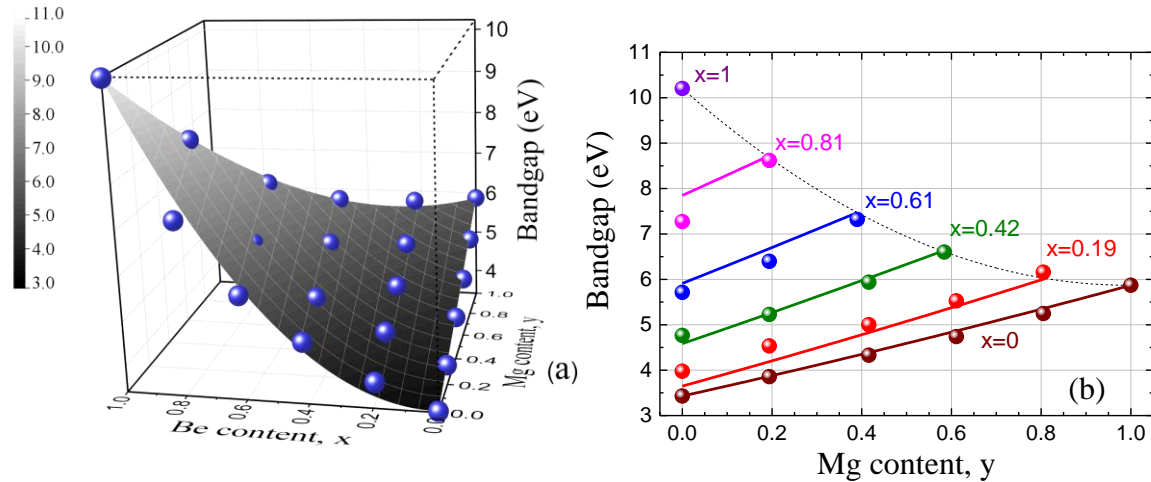 11.0
10.0
9.0
8.0
7.0
6.0
5.0
4.0
3.0
10
9
8
7
6
5
4
Bandgap (eV)
1.0
0.8
0.6
0.4
0.2
0.0
Mg content, y
1.0
0.8
0.6
0.4
0.2
0.0
Be content, x
(a)
11
10
9
8
7
6
5
4
3
Bandgap (eV)
x=1
x=0.81
x=0.61
x=0.42
x=0.19
x=0
(b)
0.0 0.2 0.4 0.6 0.8 1.0
Mg content, y